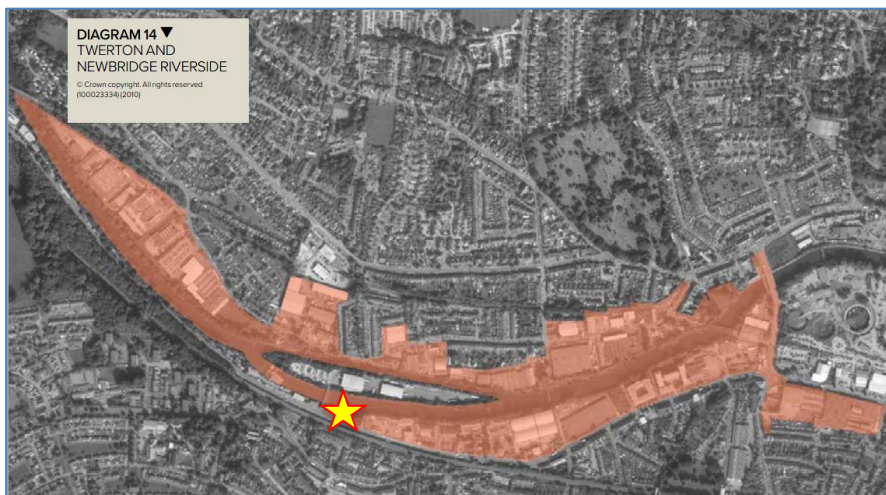 DIAGRAM 14 ▼
TWERTON AND
NEWBRIDGE RIVERSIDE
© Crown copyright. All rights reserved
(100023334) (2010)